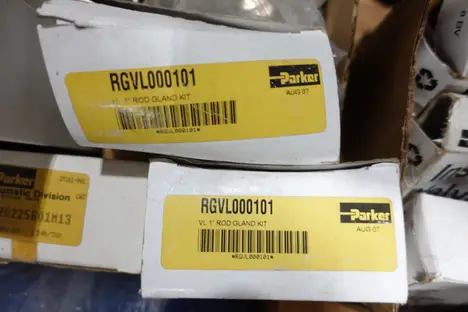 RGVL000101
Parker
VL 1" ROD GLAND KIT
AUG 07
*RGVL000101*
RGVL000101
Parker
VL 1" ROD GLAND KIT
AUG 07
*RGVL000101*
Parker
Division